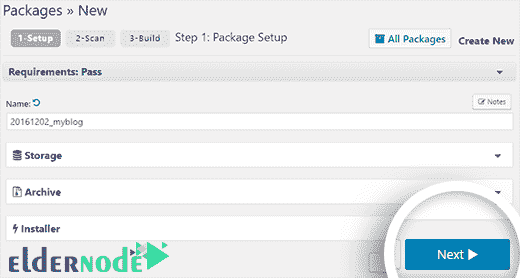 Packages » New
1-Setup 2-Scan 3-Build Step 1: Package Setup All Packages Create New
Requirements: Pass
Name: Notes
20161202_myblog
Storage
Archive
Installer
eldernode
Next